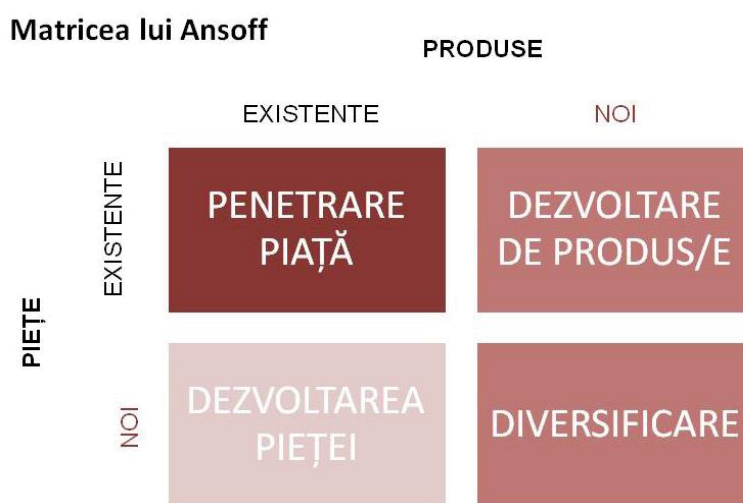 Matricea lui Ansoff
PRODUSE
EXISTENTE
NOI
PIEȚE
EXISTENTE
PENETRARE
PIAȚĂ
DEZVOLTARE
DE PRODUS/E
NOI
DEZVOLTAREA
PIEȚEI
DIVERSIFICARE